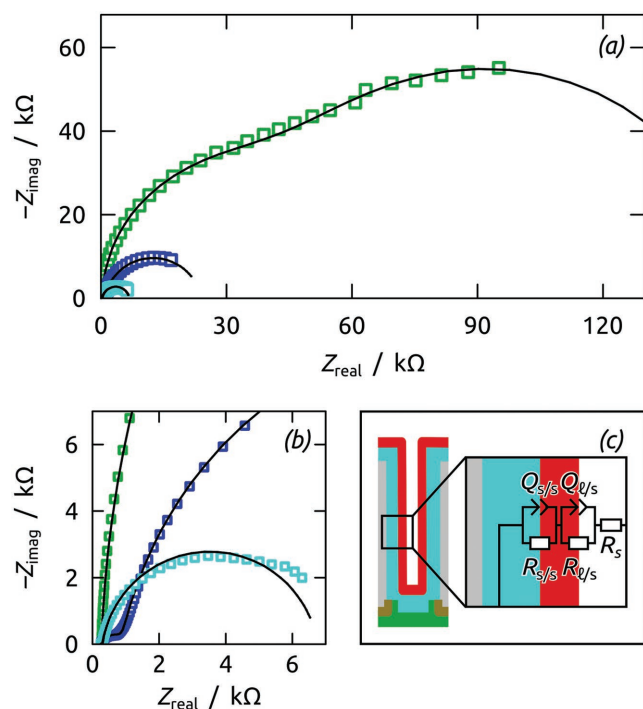 (a)
−Zimag / kΩ
60
40
20
0
0 30 60 90 120
Zreal / kΩ
(b)
−Zimag / kΩ
6
4
2
0
0 2 4 6
Zreal / kΩ
(c)
Qs/s Qℓ/s
Rs/s Rℓ/s
Rs